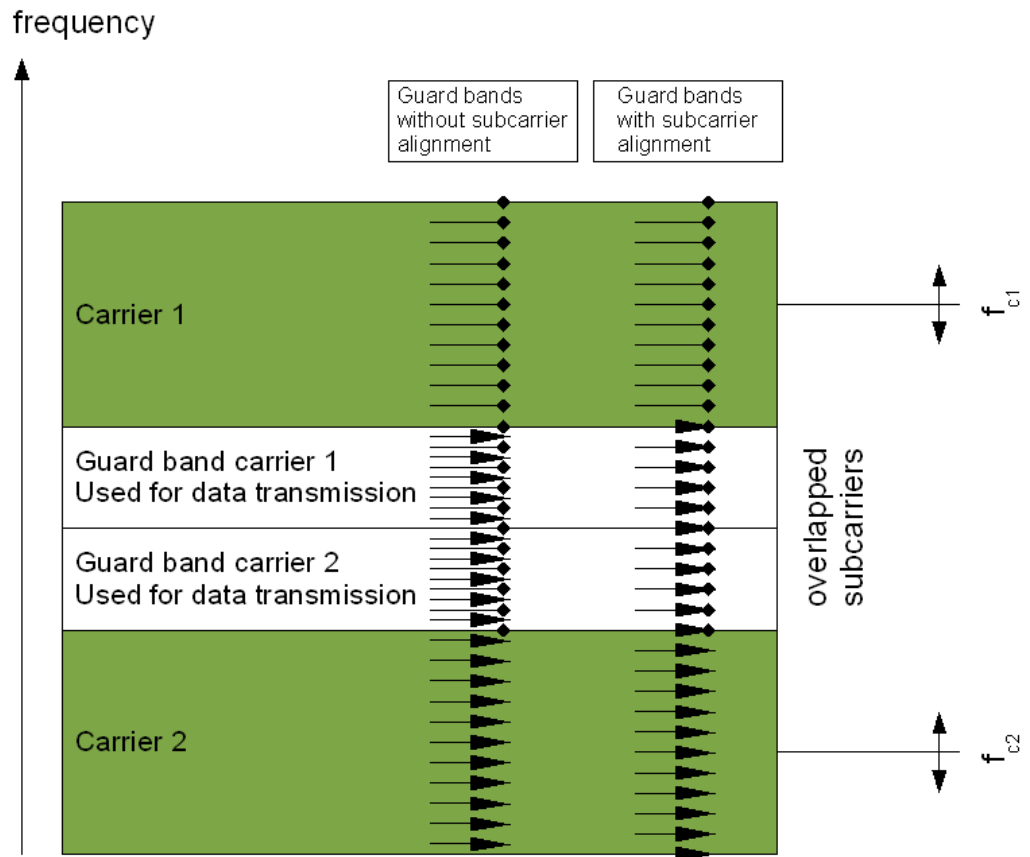 frequency
Guard bands
without subcarrier
alignment
Guard bands
with subcarrier
alignment
Carrier 1
f c1
Guard band carrier 1
Used for data transmission
overlapped
subcarriers
Guard band carrier 2
Used for data transmission
Carrier 2
f c2